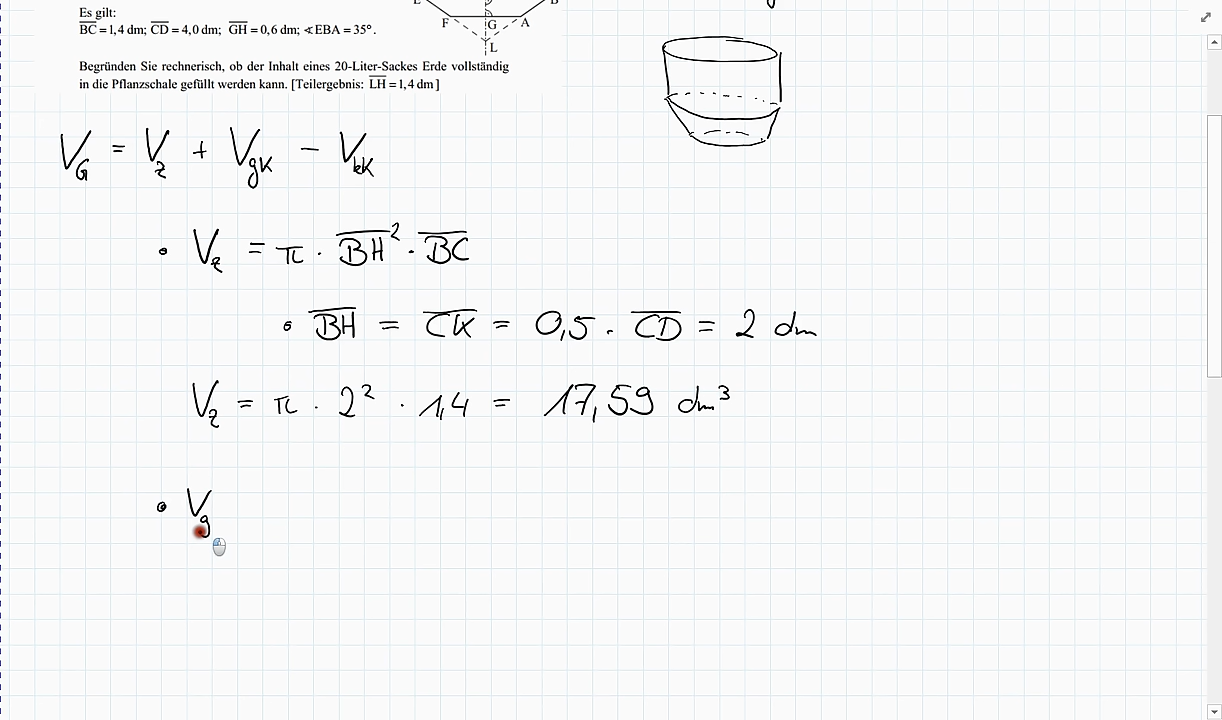 Es gilt:
BC = 1,4 dm; CD = 4,0 dm; GH = 0,6 dm; ∢EBA = 35°.
F G A
L
Begründen Sie rechnerisch, ob der Inhalt eines 20-Liter-Sackes Erde vollständig
in die Pflanzschale gefüllt werden kann. [Teilergebnis: LH = 1,4 dm]
V_G = V_z + V_gK − V_kK
• V_z = π · BH² · BC
• BH = CK = 0,5 · CD = 2 dm
V_z = π · 2² · 1,4 = 17,59 dm³
• V_g